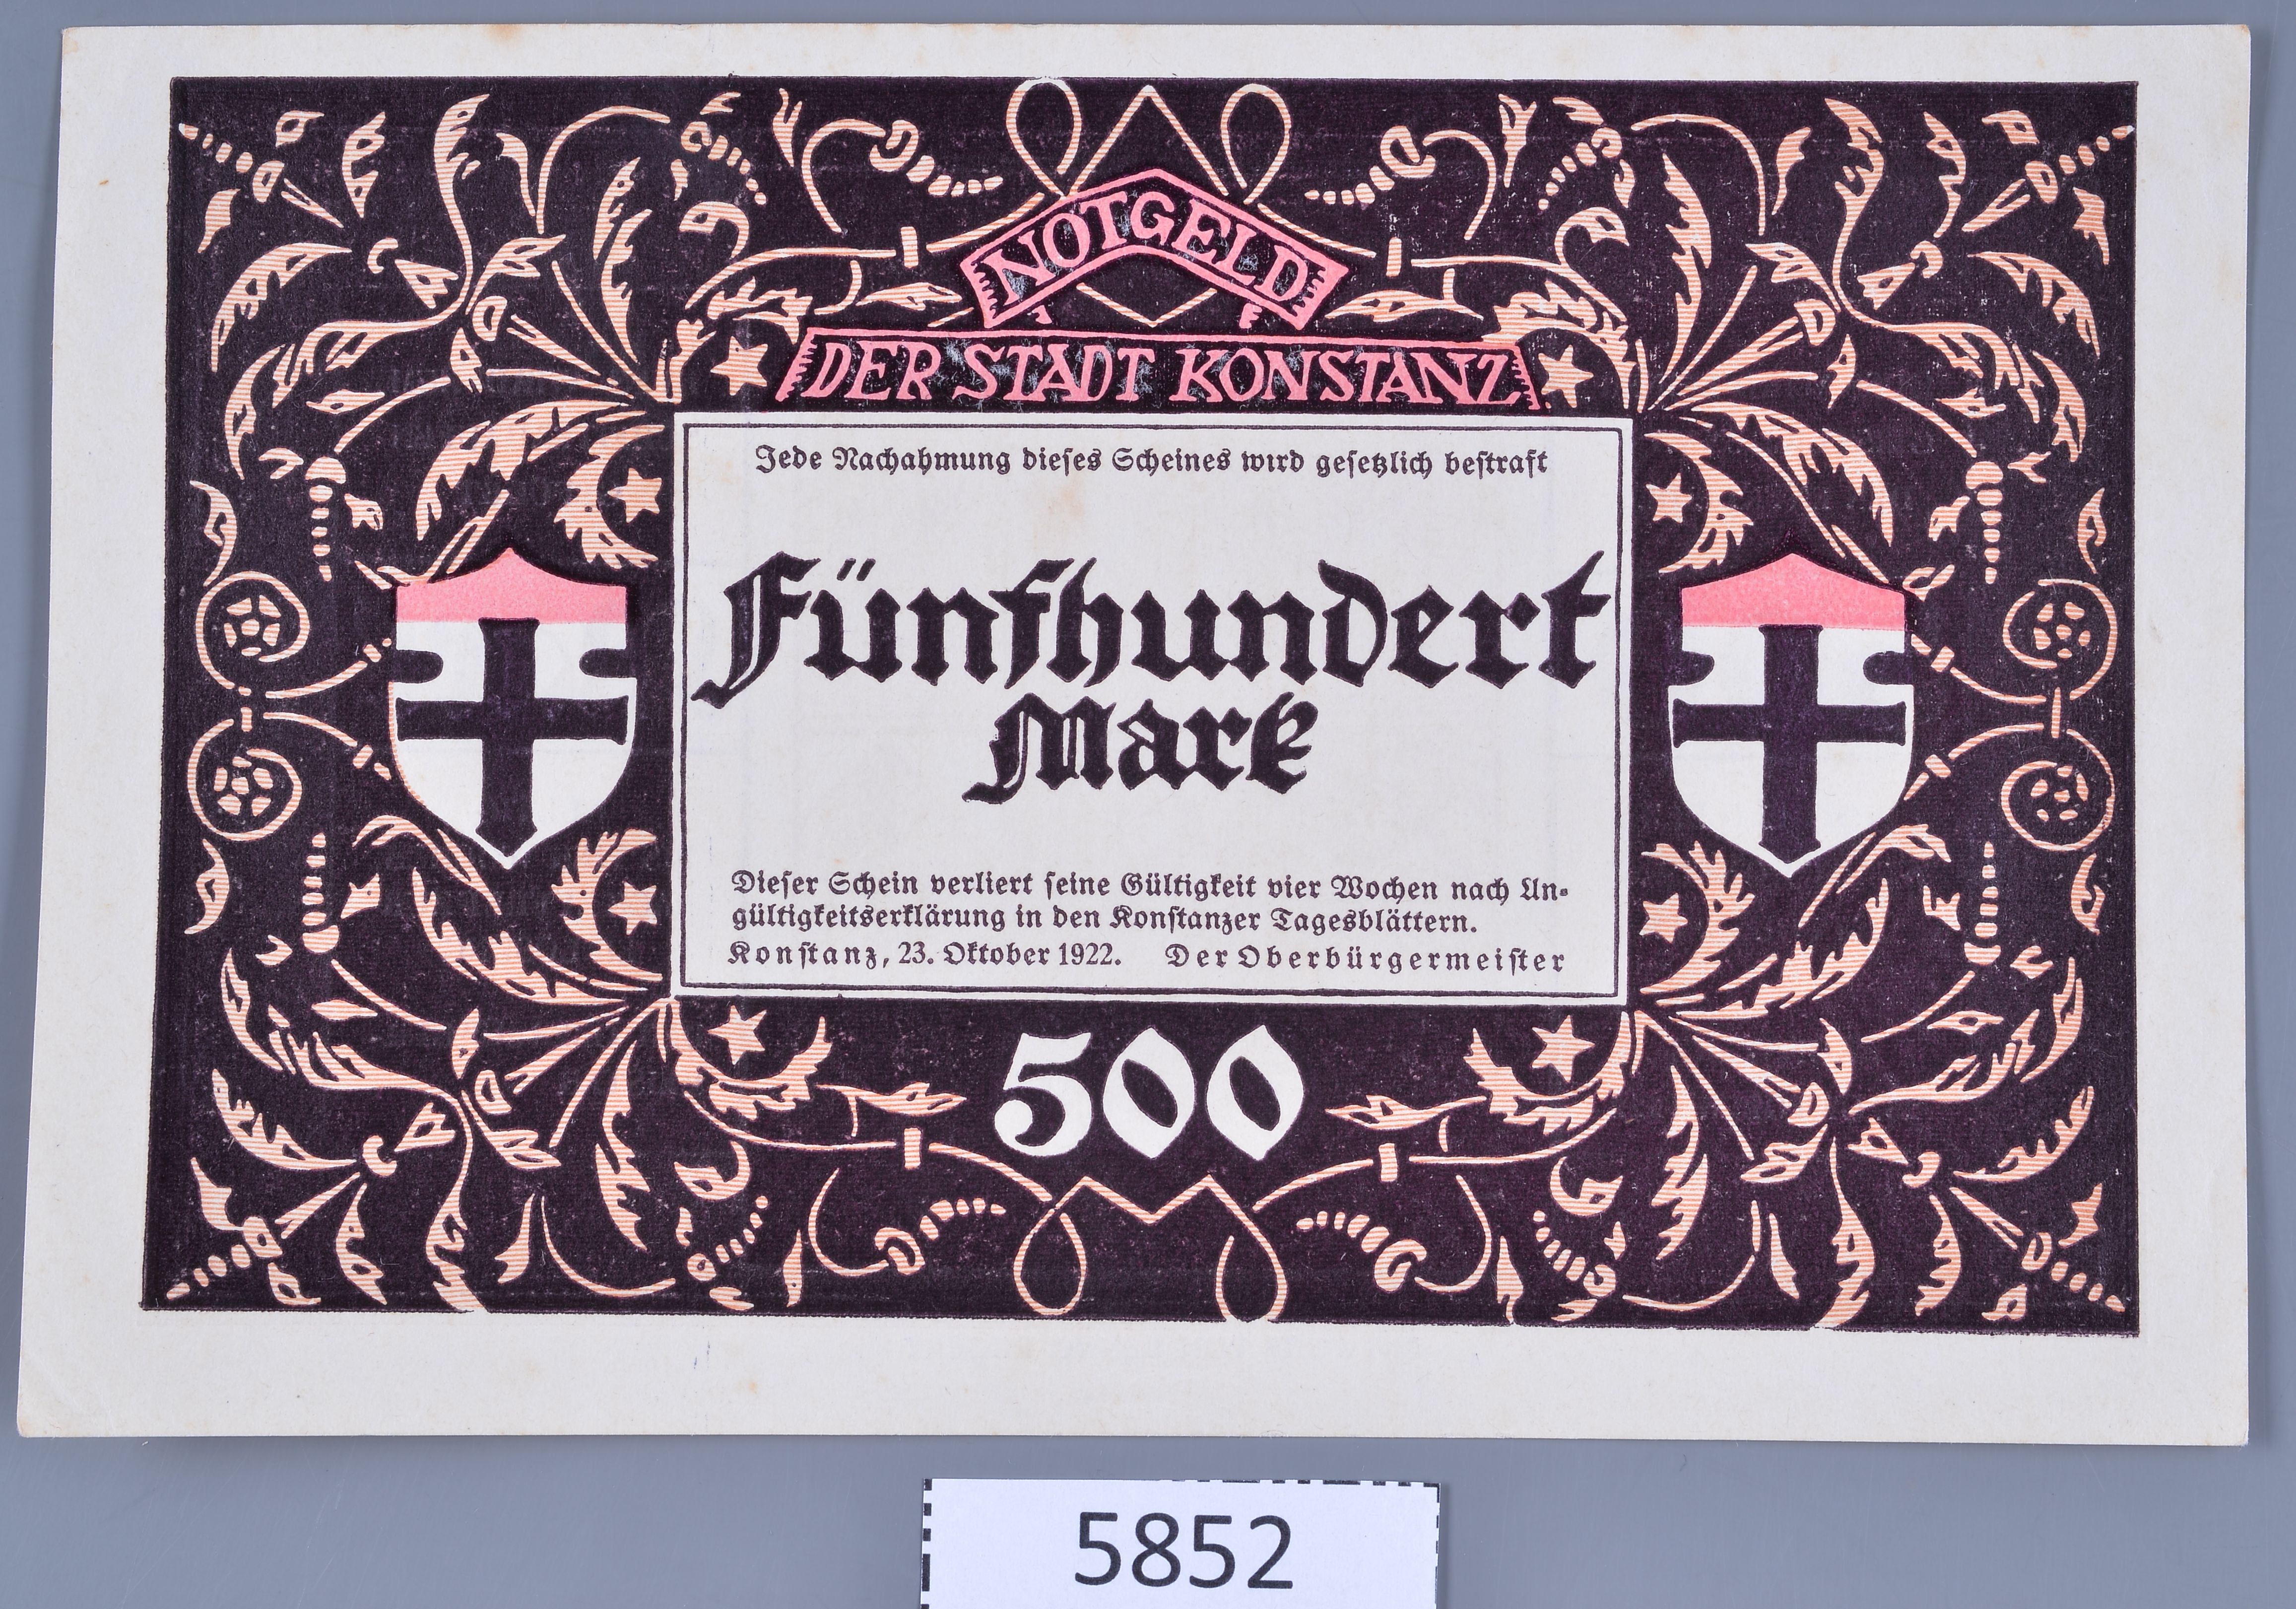 NOTGELD
DER STADT KONSTANZ
Jede Nachahmung dieses Scheines wird gesetzlich bestraft
Fünfhundert
Mark
Dieser Schein verliert seine Gültigkeit vier Wochen nach Un-
gültigkeitserklärung in den Konstanzer Tagesblättern.
Konstanz, 23. Oktober 1922. Der Oberbürgermeister
500
5852